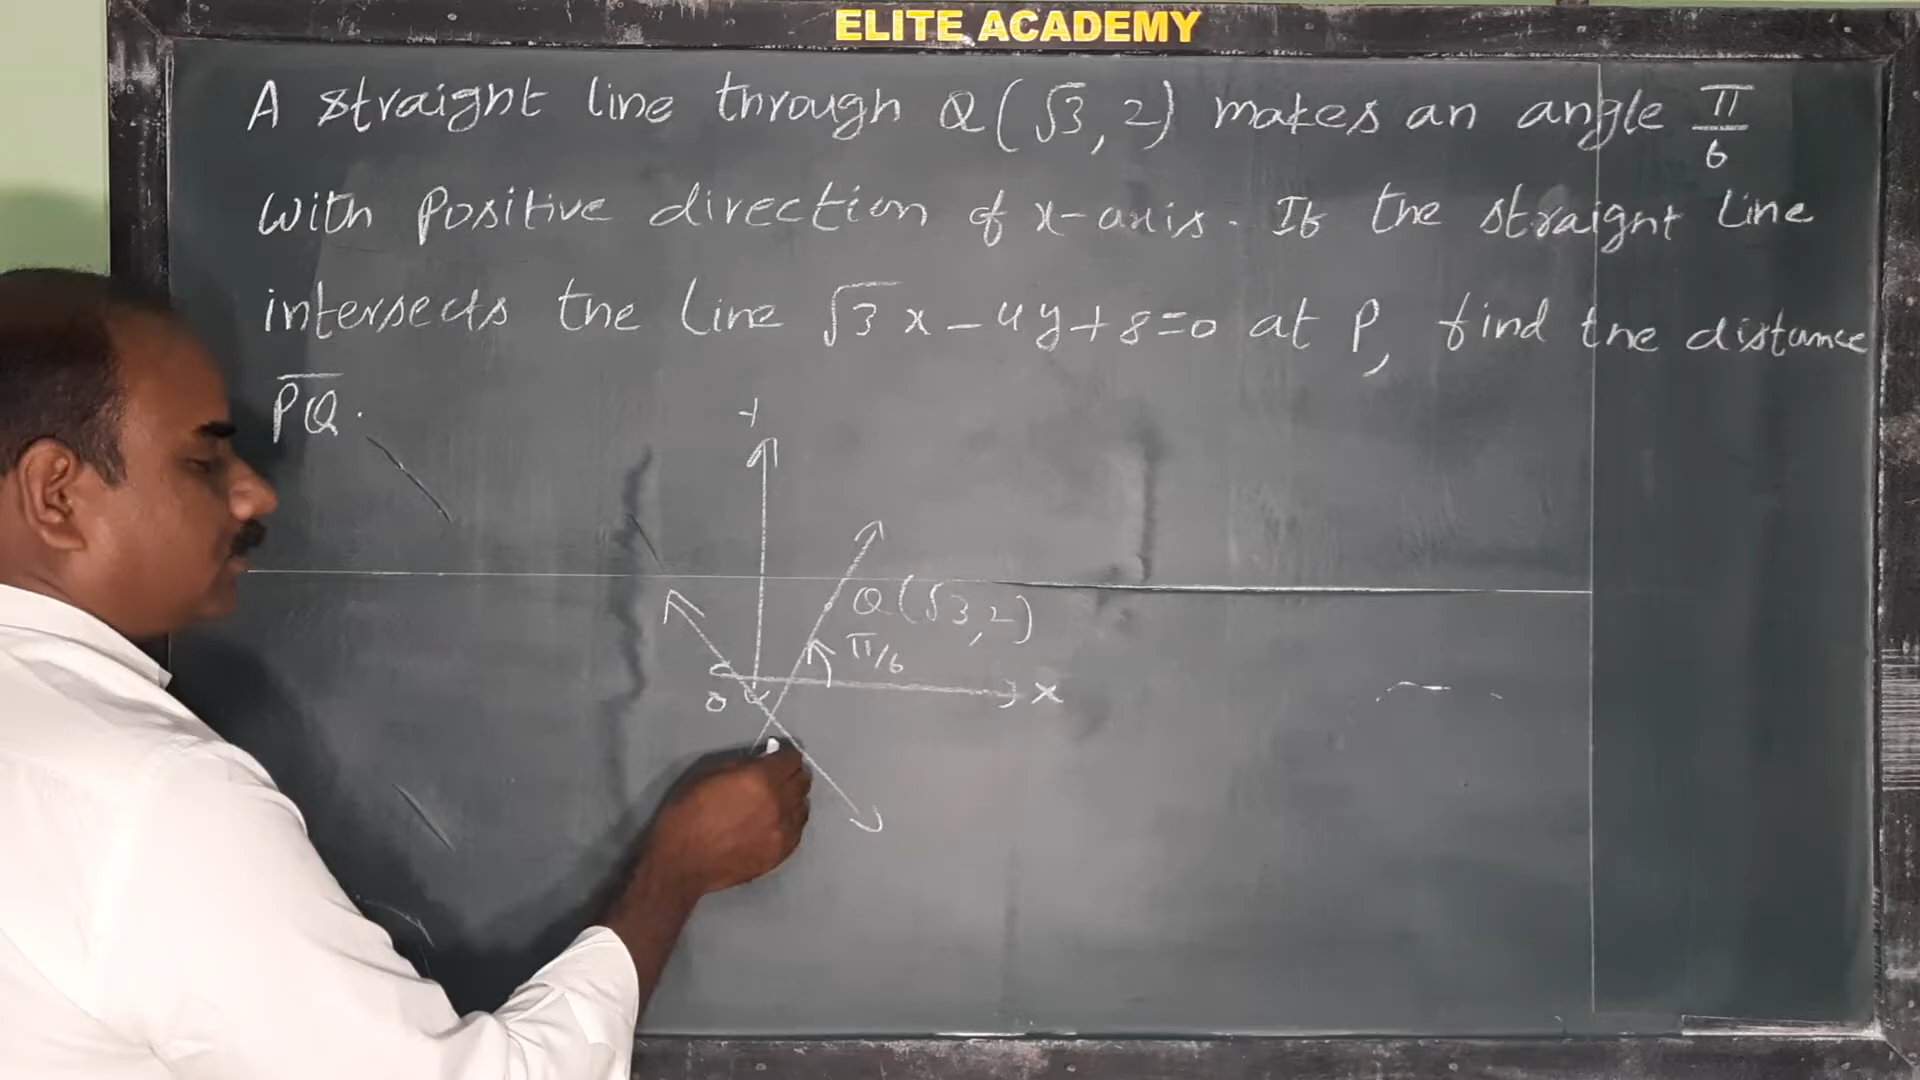 ELITE ACADEMY
A straight line through Q(√3, 2) makes an angle π/6
with Positive direction of x-axis. If the straight line
intersects the line √3x-4y+8=0 at P, find the distance
PQ.
Y
Q(√3,2)
π/6
O
X